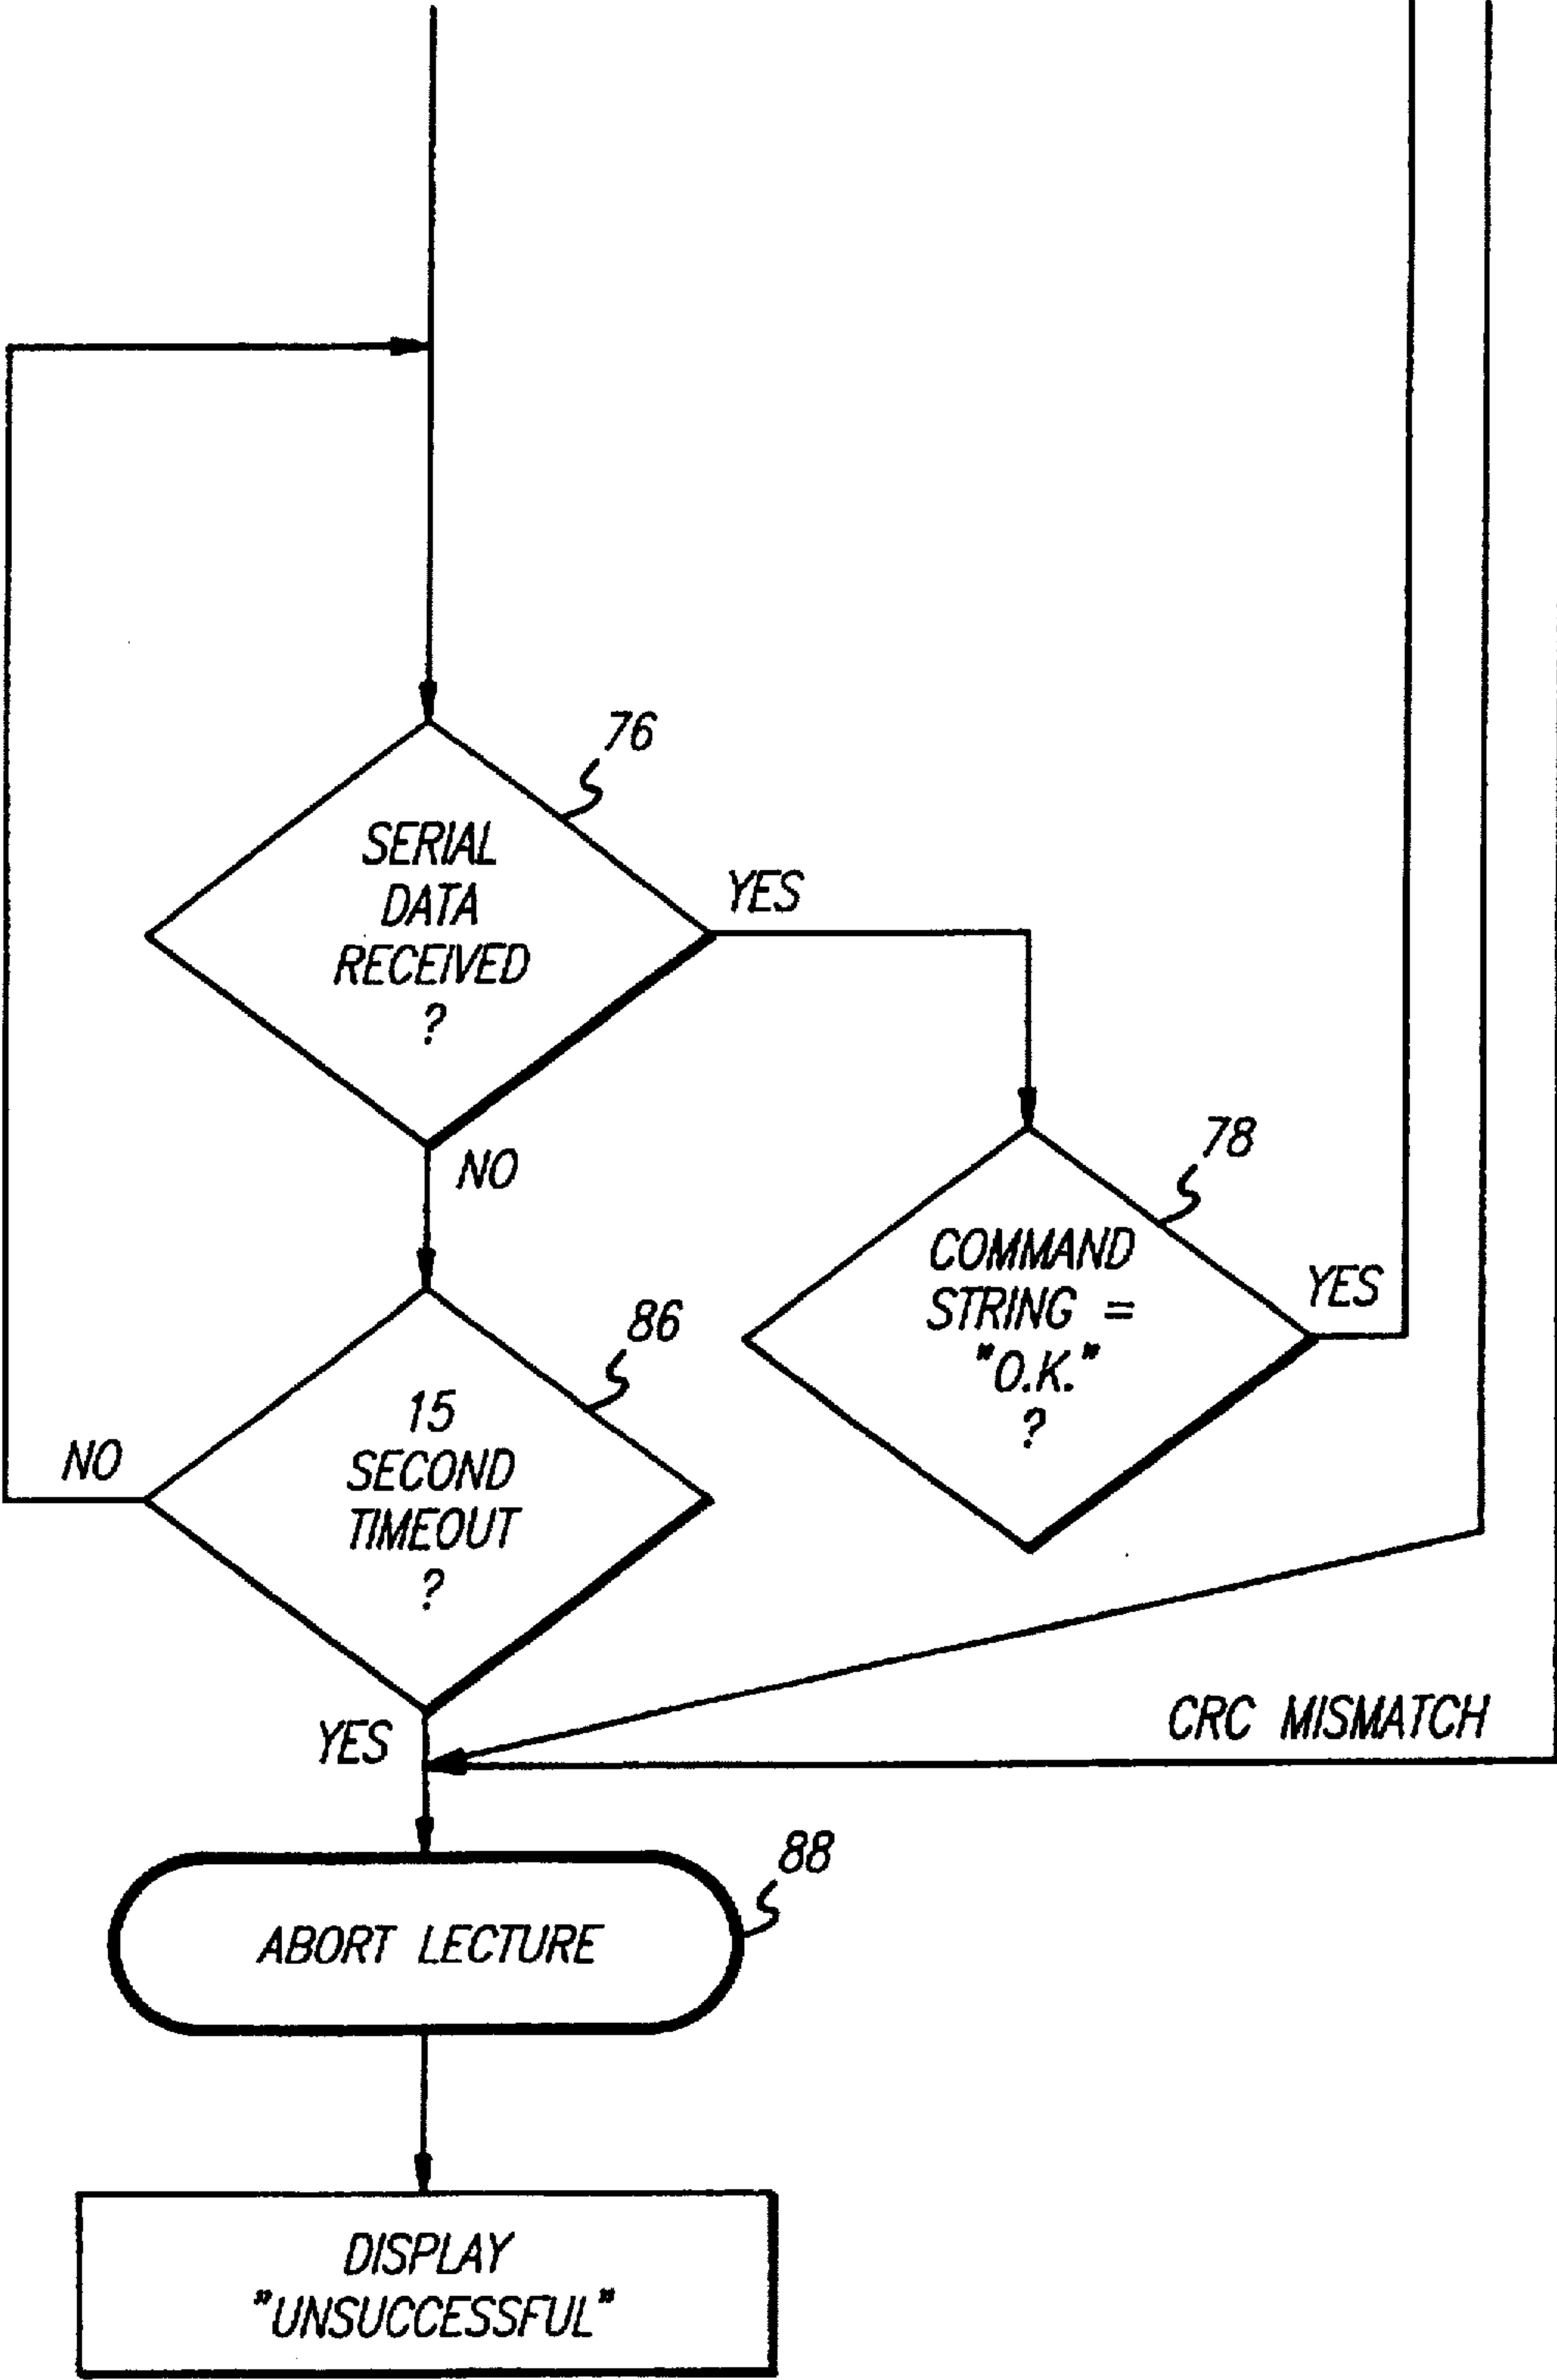 76
SERIAL
DATA
RECEIVED
?
YES
NO
78
COMMAND
STRING =
"O.K."
?
YES
86
15
SECOND
TIMEOUT
?
NO
YES
CRC MISMATCH
88
ABORT LECTURE
DISPLAY
"UNSUCCESSFUL"